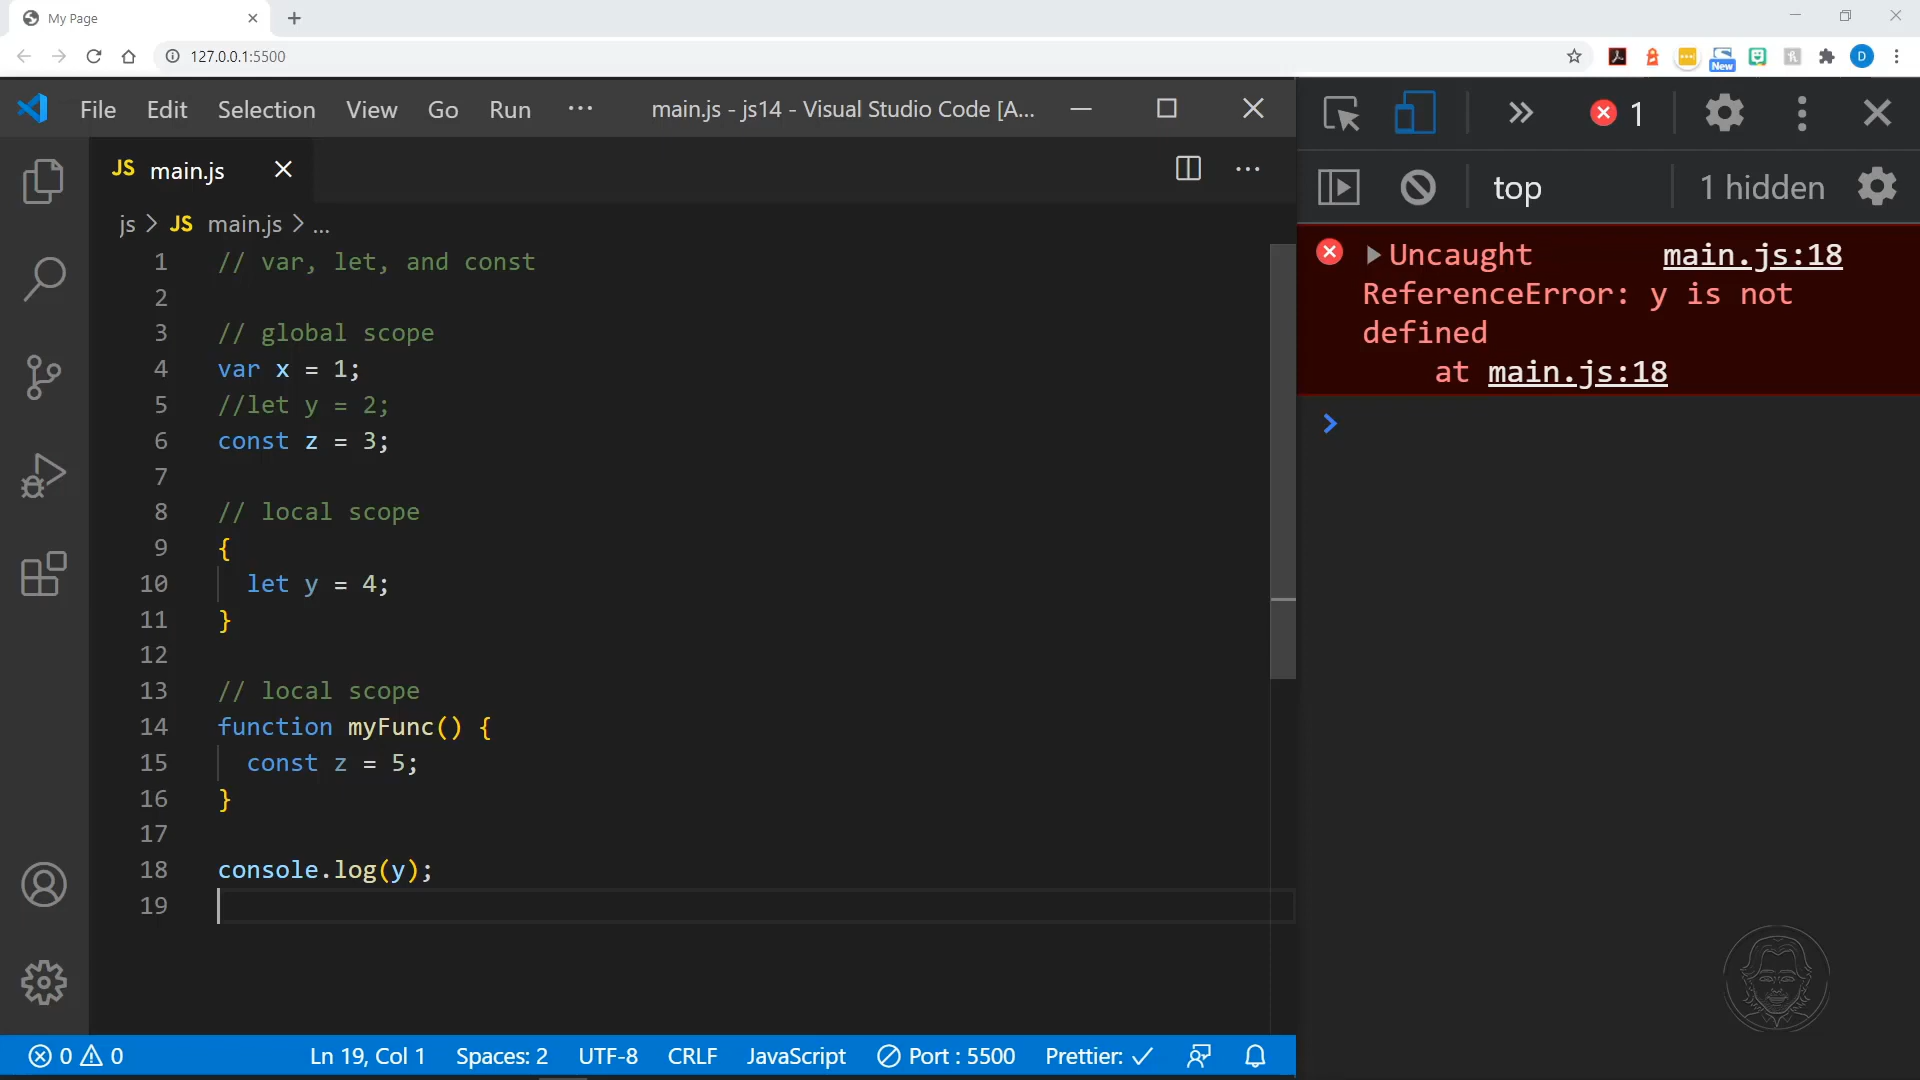 My Page
127.0.0.1:5500
New
D
File Edit Selection View Go Run ··· main.js - js14 - Visual Studio Code [A...
JS main.js
js > JS main.js > ...
1 // var, let, and const
2
3 // global scope
4 var x = 1;
5 //let y = 2;
6 const z = 3;
7
8 // local scope
9 {
10 let y = 4;
11 }
12
13 // local scope
14 function myFunc() {
15 const z = 5;
16 }
17
18 console.log(y);
19
0 0 Ln 19, Col 1 Spaces: 2 UTF-8 CRLF JavaScript Port : 5500 Prettier: ✓
1
top 1 hidden
Uncaught main.js:18
ReferenceError: y is not
defined
at main.js:18